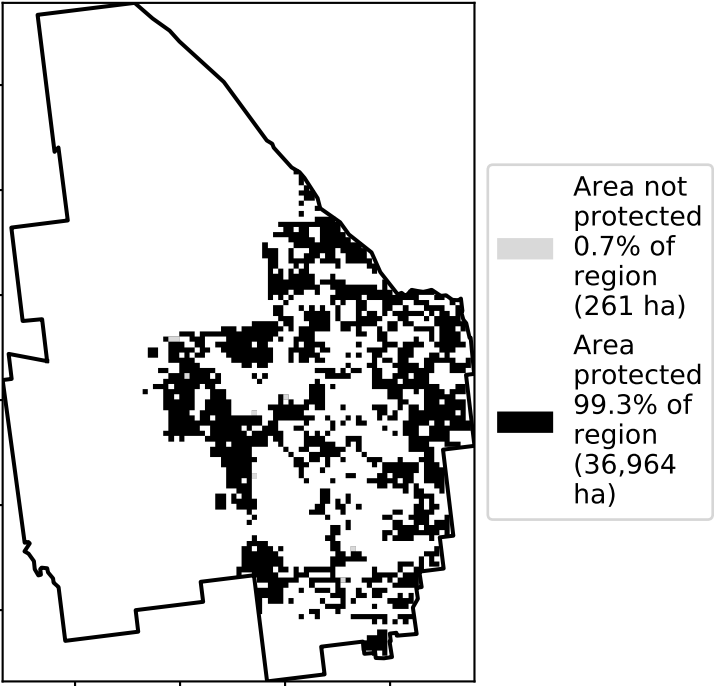 Area not
protected
0.7% of
region
(261 ha)
Area
protected
99.3% of
region
(36,964
ha)